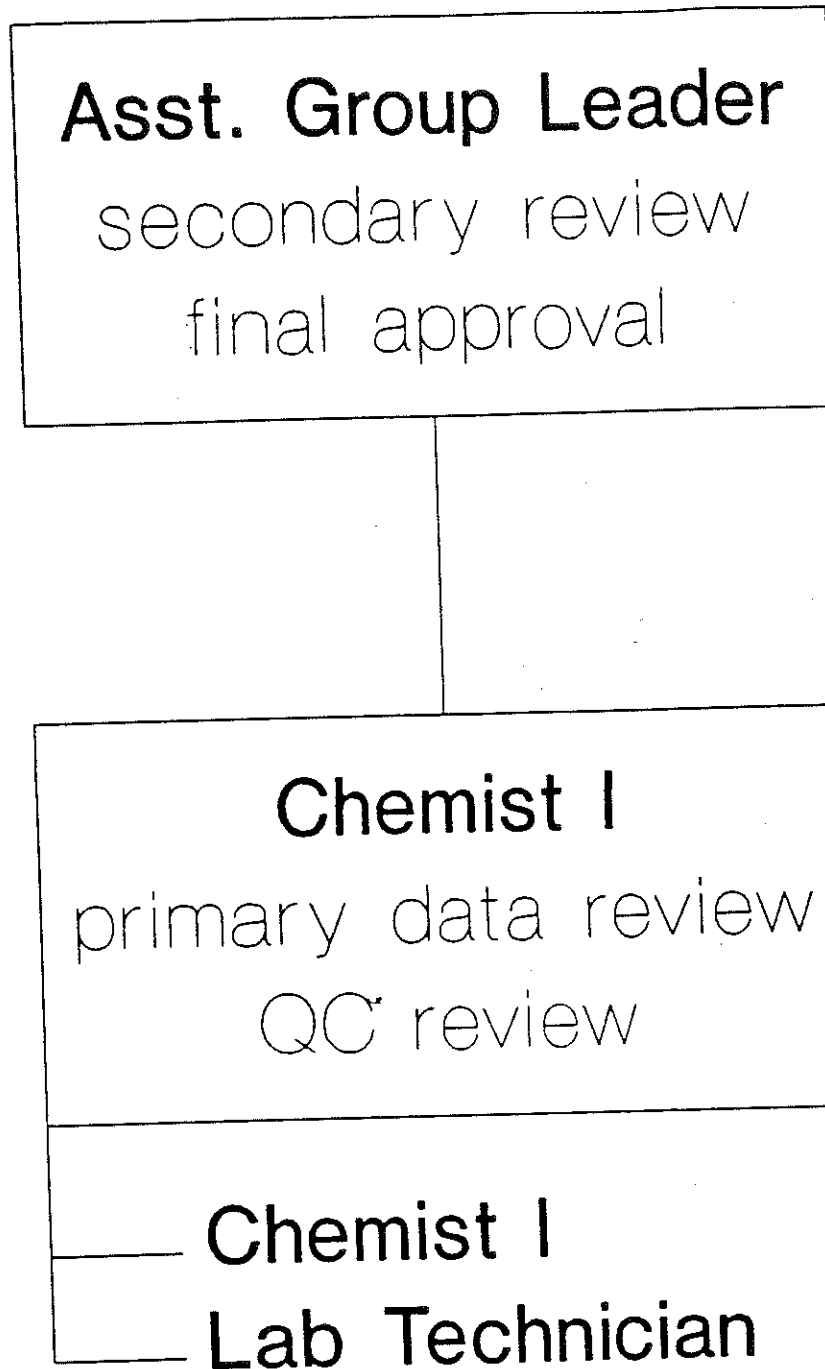 Asst. Group Leader
secondary review
final approval
Chemist I
primary data review
QC review
Chemist I
Lab Technician